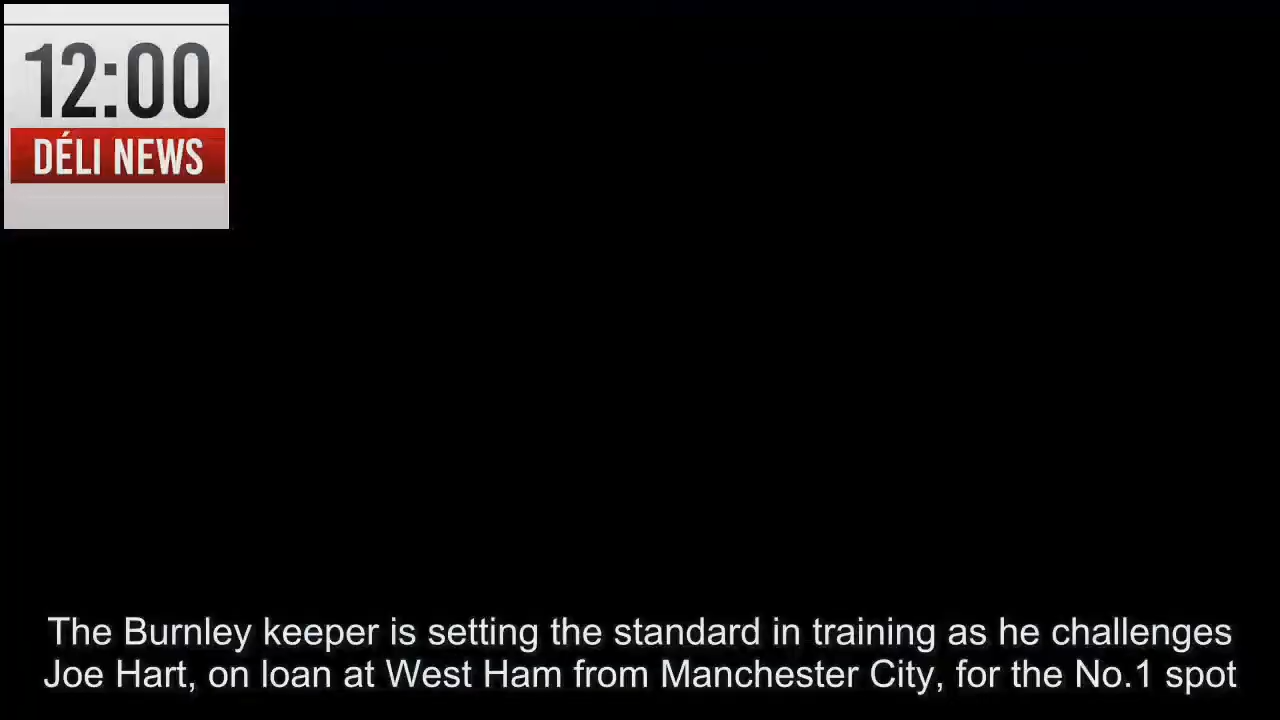 12:00
DÉLI NEWS
The Burnley keeper is setting the standard in training as he challenges
Joe Hart, on loan at West Ham from Manchester City, for the No.1 spot